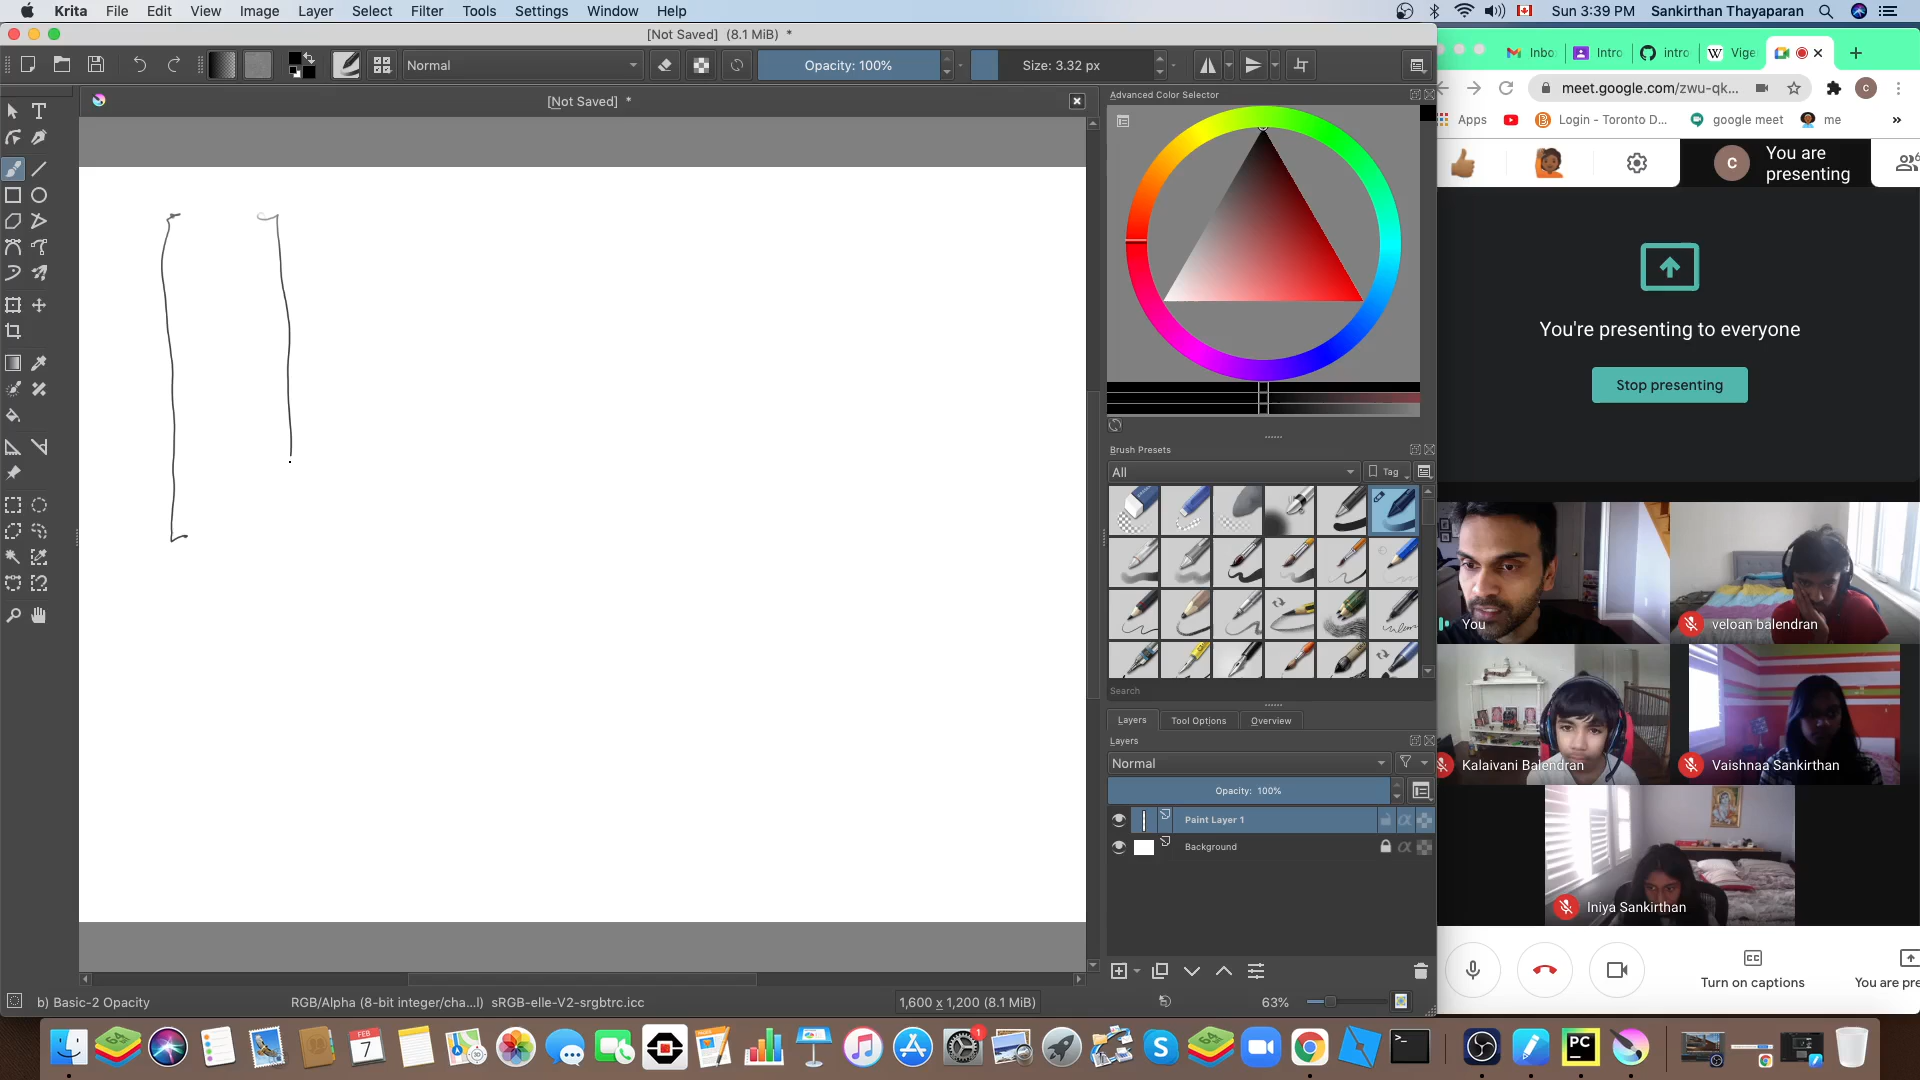 Krita File Edit View Image Layer Select Filter Tools Settings Window Help Sun 3:39 PM Sankirthan Thayaparan
[Not Saved] (8.1 MiB) *
Inbo Intro intro Vige
Normal Opacity: 100% Size: 3.32 px
meet.google.com/zwu-qk... C
[Not Saved] *
Advanced Color Selector
Apps Login - Toronto D... google meet me »
C You are presenting
You're presenting to everyone
Stop presenting
Brush Presets
All Tag
Search
Layers Tool Options Overview
Layers
Normal
Opacity: 100%
Paint Layer 1
Background
You
veloan balendran
Kalaivani Balendran
Vaishnaa Sankirthan
Iniya Sankirthan
Turn on captions
You are pre
b) Basic-2 Opacity RGB/Alpha (8-bit integer/cha...l) sRGB-elle-V2-srgbtrc.icc 1,600 x 1,200 (8.1 MiB) 63%
64 FEB 7 1 S 64 >_ PC